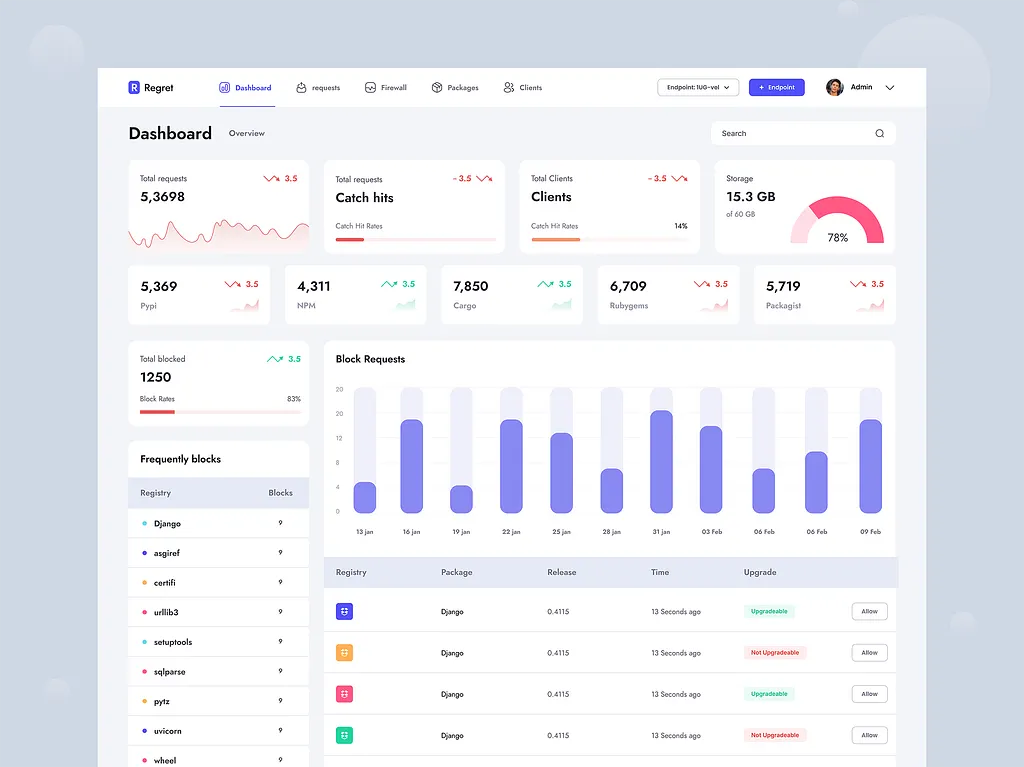 R Regret
Dashboard
requests
Firewall
Packages
Clients
Endpoint: 1UG-vel
+ Endpoint
Admin
Dashboard
Overview
Search
Total requests
3.5
5,3698
Total requests
- 3.5
Catch hits
Catch Hit Rates
Total Clients
- 3.5
Clients
Catch Hit Rates
14%
Storage
15.3 GB
of 60 GB
78%
5,369
3.5
Pypi
4,311
3.5
NPM
7,850
3.5
Cargo
6,709
3.5
Rubygems
5,719
3.5
Packagist
Total blocked
3.5
1250
Block Rates
83%
Frequently blocks
Registry Blocks
Django 9
asgiref 9
certifi 9
urllib3 9
setuptools 9
sqlparse 9
pytz 9
uvicorn 9
wheel 9
Block Requests
20
20
12
8
4
0
13 jan 16 jan 19 jan 22 jan 25 jan 28 jan 31 jan 03 Feb 06 Feb 06 Feb 09 Feb
Registry Package Release Time Upgrade
Django 0.4115 13 Seconds ago Upgradeable Allow
Django 0.4115 13 Seconds ago Not Upgradeable Allow
Django 0.4115 13 Seconds ago Upgradeable Allow
Django 0.4115 13 Seconds ago Not Upgradeable Allow